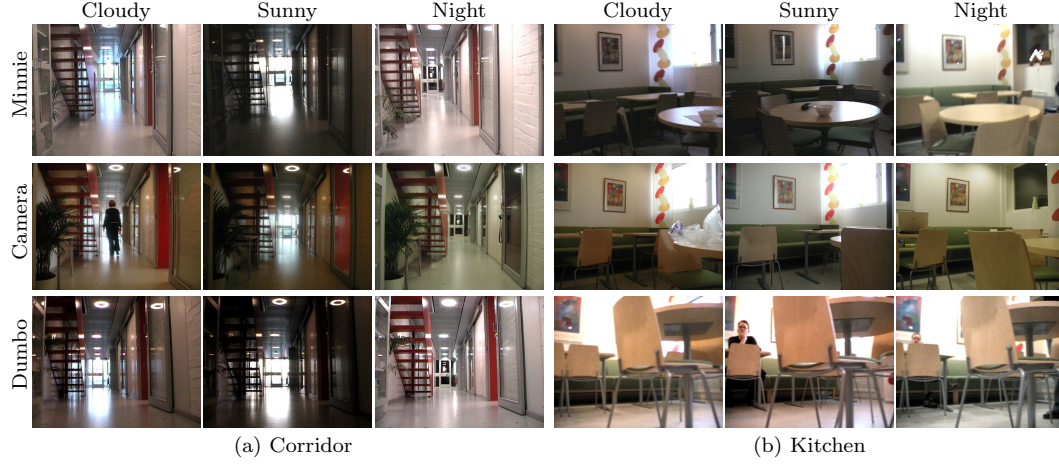 Cloudy Sunny Night Cloudy Sunny Night
Minnie
Camera
Dumbo
(a) Corridor
(b) Kitchen